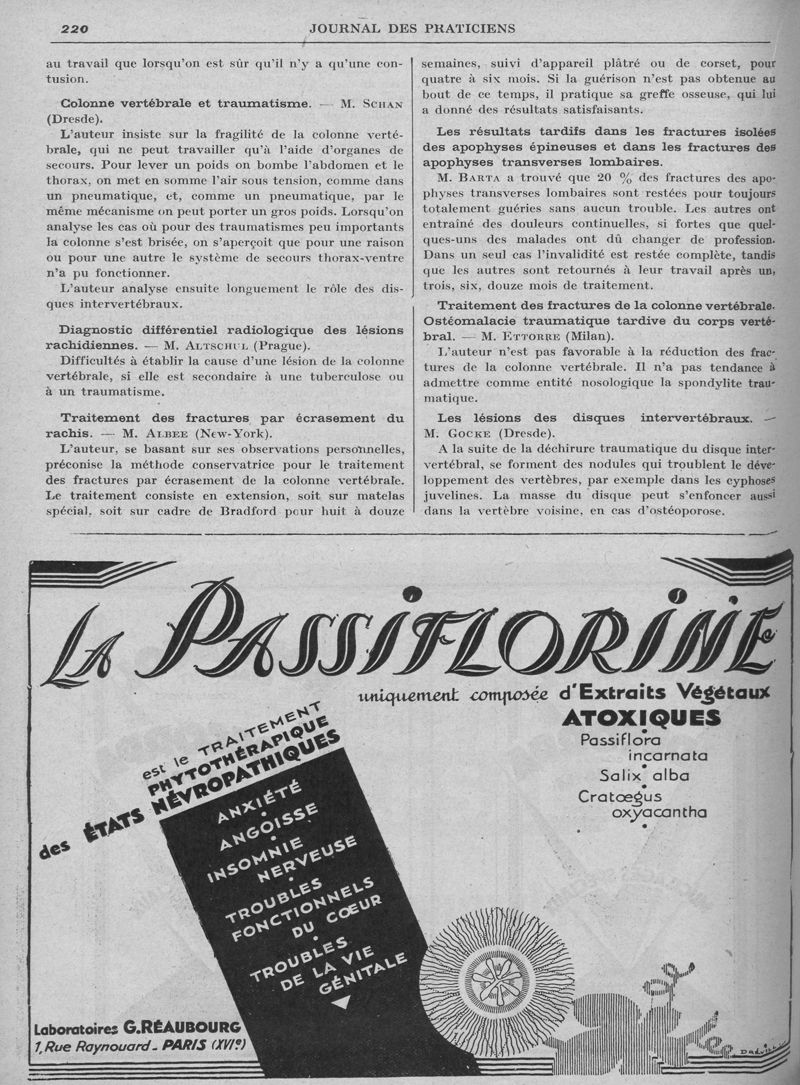 220
JOURNAL DES PRATICIENS
au travail que lorsqu'on est sûr qu'il n'y a qu'une con-
tusion.
Colonne vertébrale et traumatisme. — M. SCHAN
(Dresde).
L'auteur insiste sur la fragilité de la colonne verté-
brale, qui ne peut travailler qu'à l'aide d'organes de
secours. Pour lever un poids on bombe l'abdomen et le
thorax, on met en somme l'air sous tension, comme dans
un pneumatique, et, comme un pneumatique, par le
même mécanisme on peut porter un gros poids. Lorsqu'on
analyse les cas où pour des traumatismes peu importants
la colonne s'est brisée, on s'aperçoit que pour une raison
ou pour une autre le système de secours thorax-ventre
n'a pu fonctionner.
L'auteur analyse ensuite longuement le rôle des dis-
ques intervertébraux.
Diagnostic différentiel radiologique des lésions
rachidiennes. — M. ALTSCHUL (Prague).
Difficultés à établir la cause d'une lésion de la colonne
vertébrale, si elle est secondaire à une tuberculose ou
à un traumatisme.
Traitement des fractures par écrasement du
rachis. — M. ALBEE (New-York).
L'auteur, se basant sur ses observations personnelles,
préconise la méthode conservatrice pour le traitement
des fractures par écrasement de la colonne vertébrale.
Le traitement consiste en extension, soit sur matelas
spécial, soit sur cadre de Bradford pour huit à douze
semaines, suivi d'appareil plâtré ou de corset, pour
quatre à six mois. Si la guérison n'est pas obtenue au
bout de ce temps, il pratique sa greffe osseuse, qui lui
a donné des résultats satisfaisants.
Les résultats tardifs dans les fractures isolées
des apophyses épineuses et dans les fractures des
apophyses transverses lombaires.
M. BARTA a trouvé que 20 % des fractures des apo-
physes transverses lombaires sont restées pour toujours
totalement guéries sans aucun trouble. Les autres ont
entraîné des douleurs continuelles, si fortes que quel-
ques-uns des malades ont dû changer de profession.
Dans un seul cas l'invalidité est restée complète, tandis
que les autres sont retournés à leur travail après un,
trois, six, douze mois de traitement.
Traitement des fractures de la colonne vertébrale.
Ostéomalacie traumatique tardive du corps verté-
bral. — M. ETTORRE (Milan).
L'auteur n'est pas favorable à la réduction des frac-
tures de la colonne vertébrale. Il n'a pas tendance à
admettre comme entité nosologique la spondylite trau-
matique.
Les lésions des disques intervertébraux. —
M. GOCKE (Dresde).
A la suite de la déchirure traumatique du disque inter-
vertébral, se forment des nodules qui troublent le déve-
loppement des vertèbres, par exemple dans les cyphoses
juvelines. La masse du disque peut s'enfoncer aussi
dans la vertèbre voisine, en cas d'ostéoporose.
LA PASSIFLORINE
uniquement composée d'Extraits Végétaux
ATOXIQUES
Passiflora
incarnata
Salix alba
Cratœgus
oxyacantha
est le TRAITEMENT
PHYTOTHÉRAPIQUE
des ÉTATS NÉVROPATHIQUES
ANXIÉTÉ
ANGOISSE
INSOMNIE
NERVEUSE
TROUBLES
FONCTIONNELS
DU CŒUR
TROUBLES
DE LA VIE
GÉNITALE
Laboratoires G.RÉAUBOURG
1, Rue Raynouard - PARIS (XVIe)